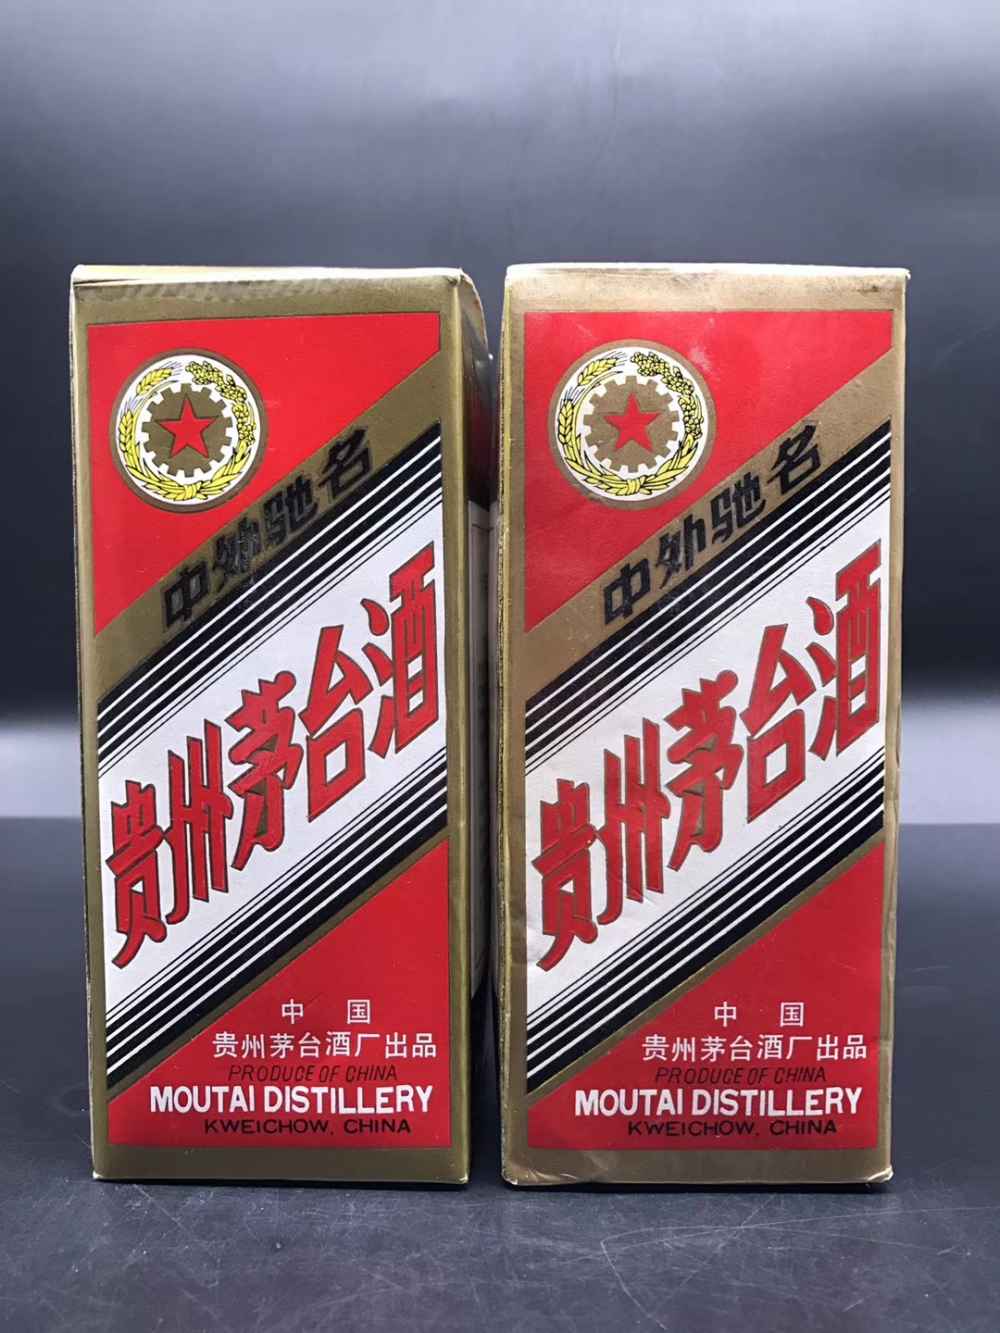 中外驰名
贵州茅台酒
中国
贵州茅台酒厂出品
PRODUCE OF CHINA
MOUTAI DISTILLERY
KWEICHOW, CHINA
中外驰名
贵州茅台酒
中国
贵州茅台酒厂出品
PRODUCE OF CHINA
MOUTAI DISTILLERY
KWEICHOW, CHINA